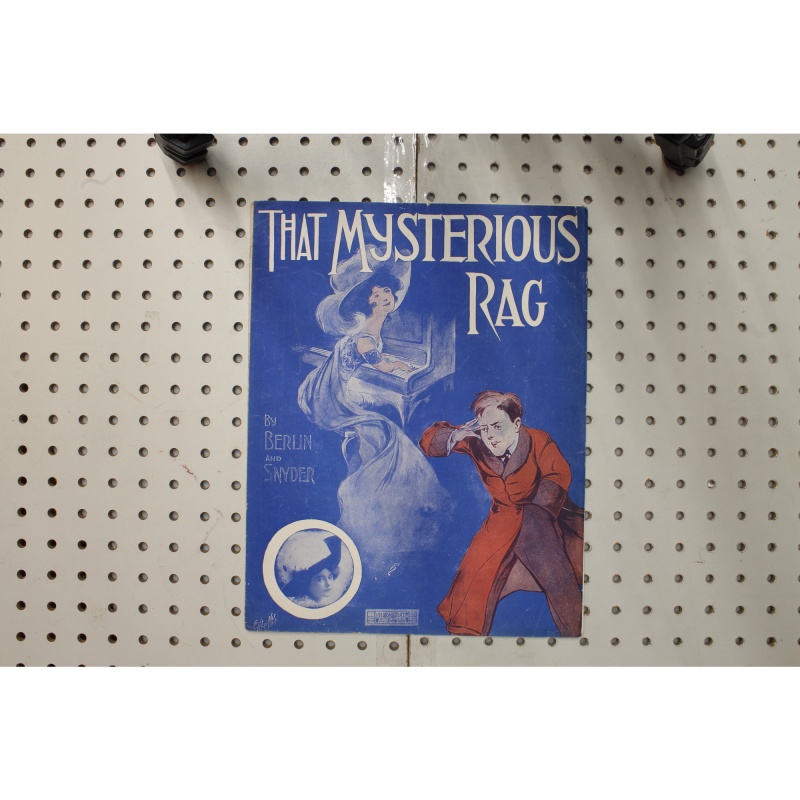 THAT MYSTERIOUS
RAG
BY
BERLIN
AND
SNYDER